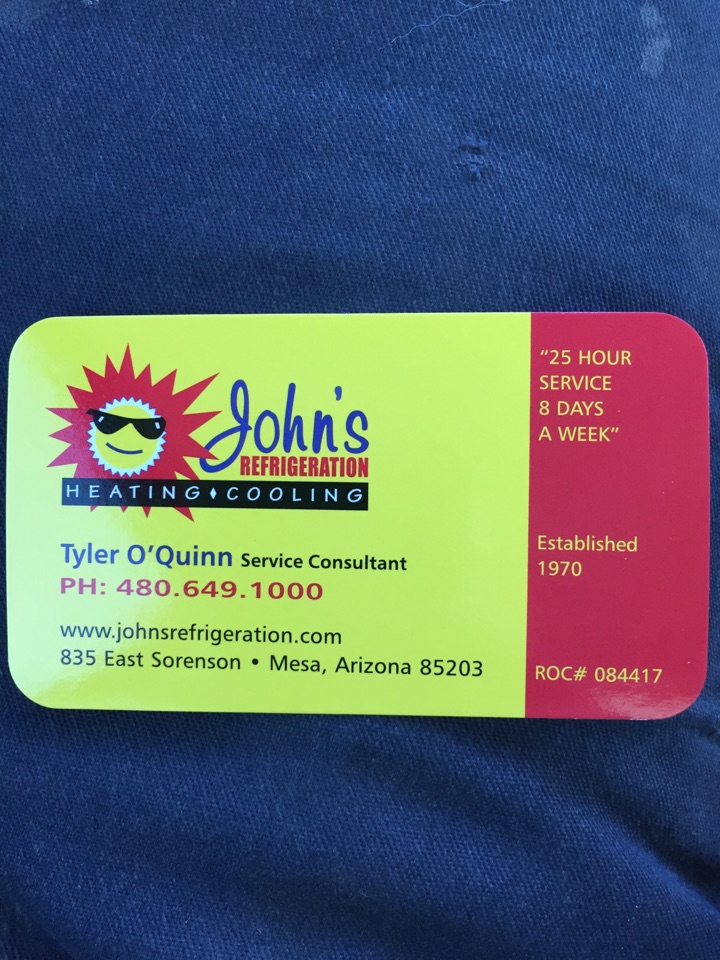 John's
REFRIGERATION
HEATING♦COOLING
Tyler O'Quinn Service Consultant
PH: 480.649.1000
www.johnsrefrigeration.com
835 East Sorenson • Mesa, Arizona 85203
"25 HOUR
SERVICE
8 DAYS
A WEEK"
Established
1970
ROC# 084417